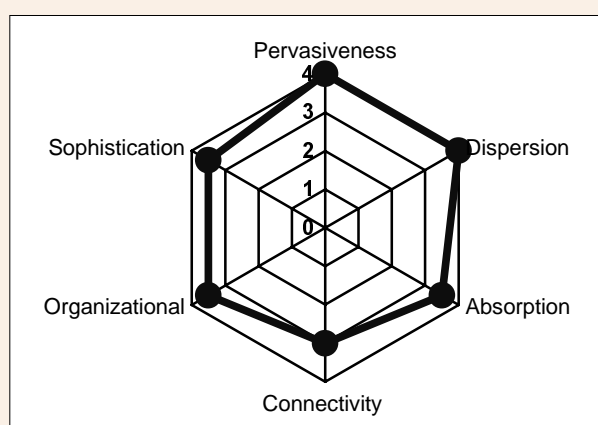 Pervasiveness
4
3
Sophistication
Dispersion
2
1
0
Organizational
Absorption
Connectivity